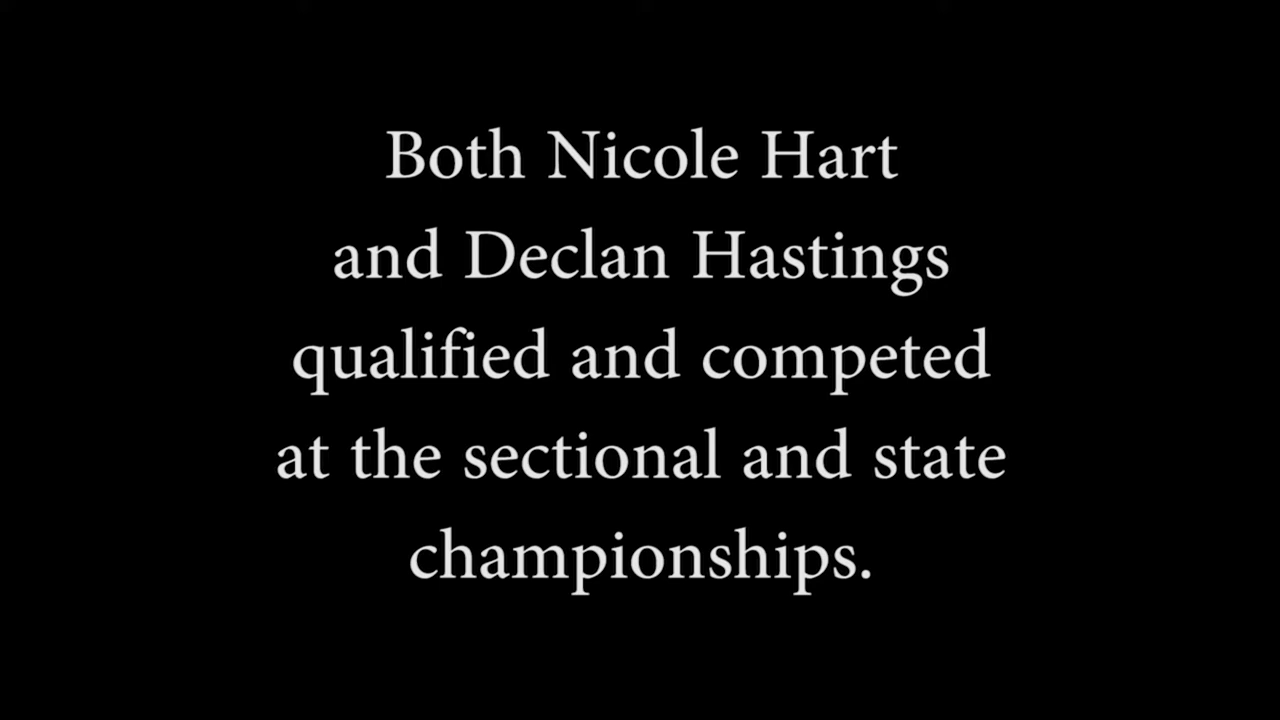 Both Nicole Hart
and Declan Hastings
qualified and competed
at the sectional and state
championships.